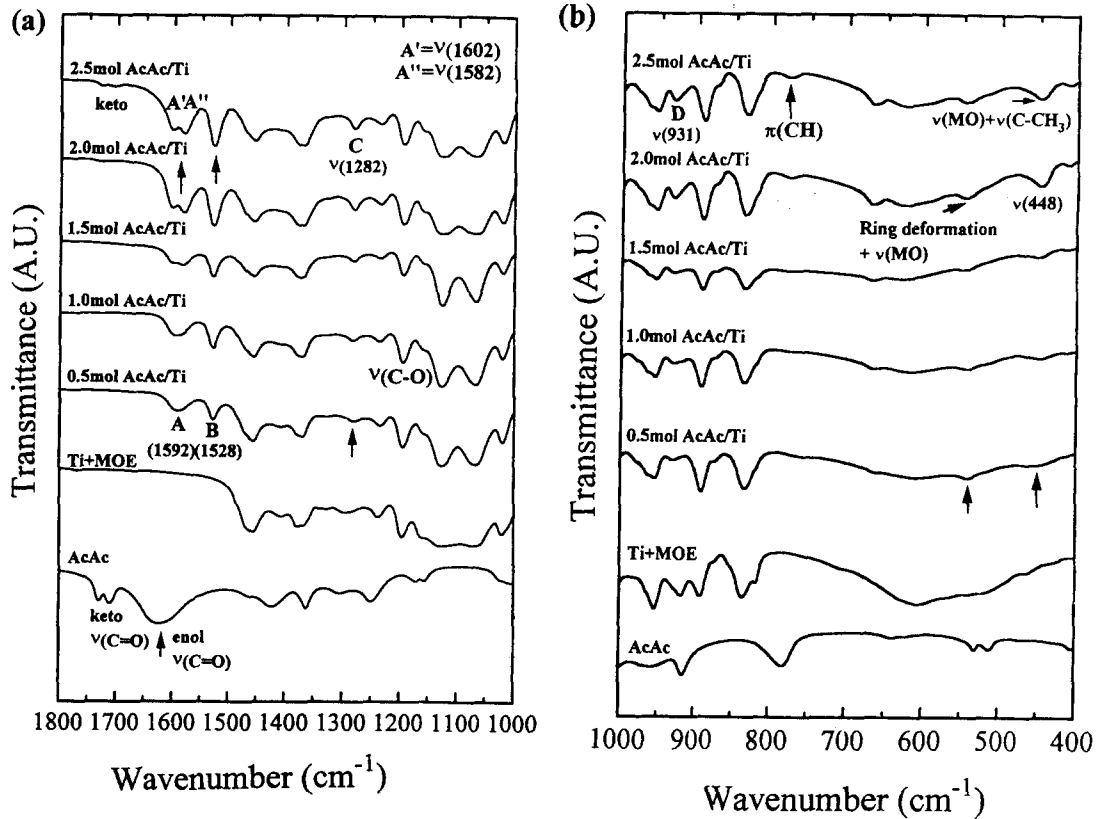 (a)
A'=ν(1602)
A''=ν(1582)
2.5mol AcAc/Ti
keto
A'A''
C
ν(1282)
2.0mol AcAc/Ti
1.5mol AcAc/Ti
1.0mol AcAc/Ti
ν(C-O)
0.5mol AcAc/Ti
A
B
(1592)(1528)
Ti+MOE
AcAc
keto
ν(C=O)
enol
ν(C=O)
1800 1700 1600 1500 1400 1300 1200 1100 1000
Wavenumber (cm⁻¹)
Transmittance (A.U.)
(b)
2.5mol AcAc/Ti
D
ν(931)
π(CH)
ν(MO)+ν(C-CH₃)
2.0mol AcAc/Ti
ν(448)
Ring deformation
+ ν(MO)
1.5mol AcAc/Ti
1.0mol AcAc/Ti
0.5mol AcAc/Ti
Ti+MOE
AcAc
1000 900 800 700 600 500 400
Wavenumber (cm⁻¹)
Transmittance (A.U.)